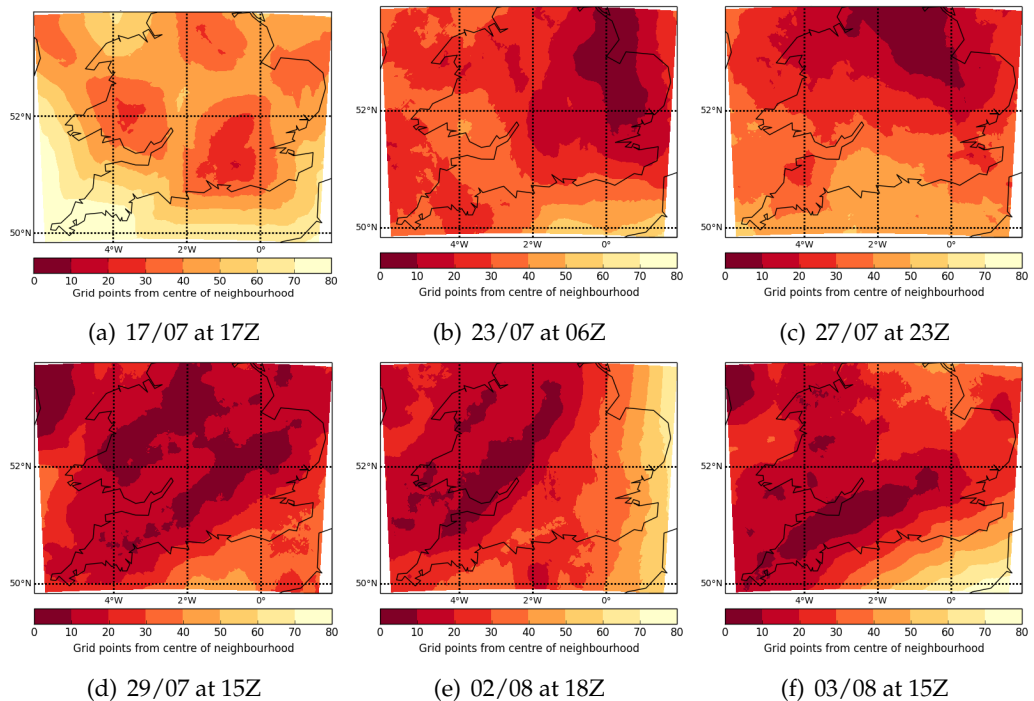 52°N
50°N
4°W 2°W 0°
0 10 20 30 40 50 60 70 80
Grid points from centre of neighbourhood
(a) 17/07 at 17Z
52°N
50°N
4°W 2°W 0°
0 10 20 30 40 50 60 70 80
Grid points from centre of neighbourhood
(b) 23/07 at 06Z
52°N
50°N
4°W 2°W 0°
0 10 20 30 40 50 60 70 80
Grid points from centre of neighbourhood
(c) 27/07 at 23Z
52°N
50°N
4°W 2°W 0°
0 10 20 30 40 50 60 70 80
Grid points from centre of neighbourhood
(d) 29/07 at 15Z
52°N
50°N
4°W 2°W 0°
0 10 20 30 40 50 60 70 80
Grid points from centre of neighbourhood
(e) 02/08 at 18Z
52°N
50°N
4°W 2°W 0°
0 10 20 30 40 50 60 70 80
Grid points from centre of neighbourhood
(f) 03/08 at 15Z